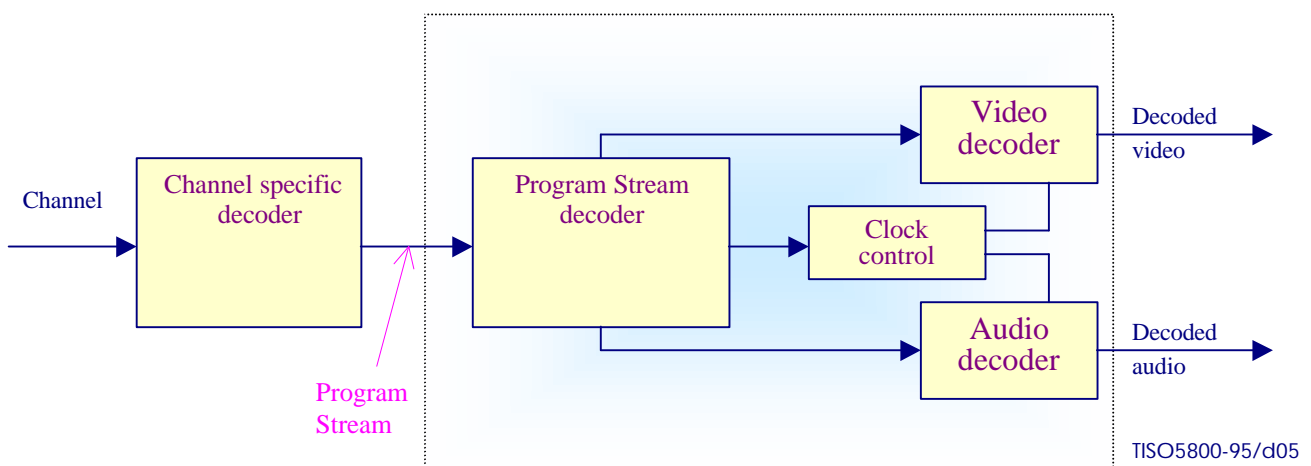 Channel
Channel specific
decoder
Program
Stream
Program Stream
decoder
Clock
control
Video
decoder
Decoded
video
Audio
decoder
Decoded
audio
TISO5800-95/d05